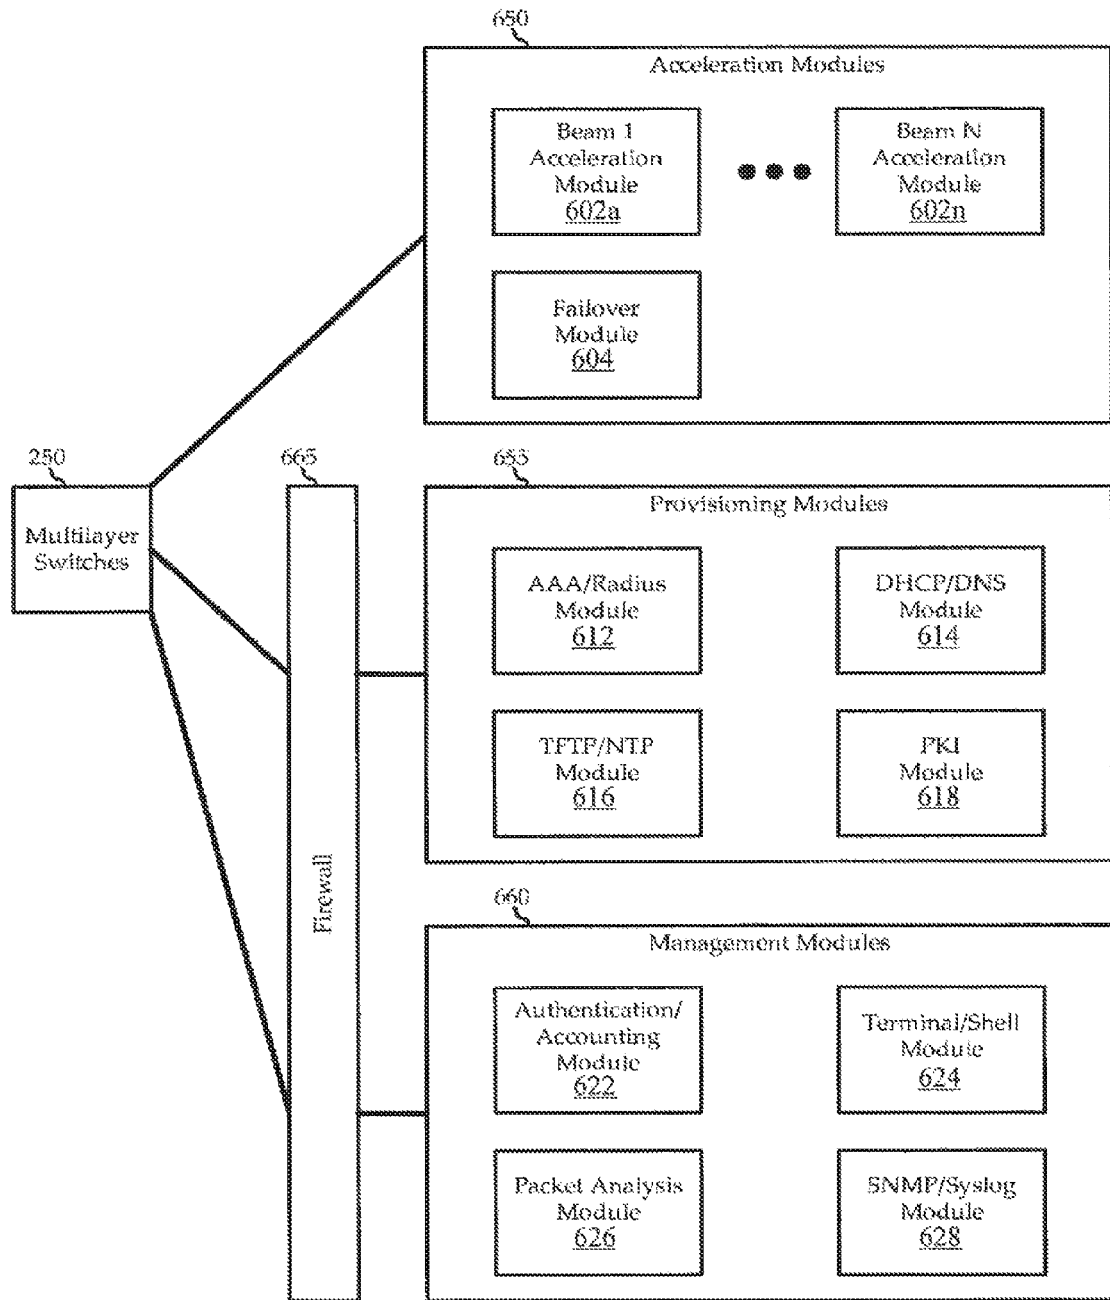 650
Acceleration Modules
Beam 1
Acceleration
Module
602a
Beam N
Acceleration
Module
602n
Failover
Module
604
250
Multilayer
Switches
665
Firewall
655
Provisioning Modules
AAA/Radius
Module
612
DHCP/DNS
Module
614
TFTP/NTP
Module
616
PKI
Module
618
660
Management Modules
Authentication/
Accounting
Module
622
Terminal/Shell
Module
624
Packet Analysis
Module
626
SNMP/Syslog
Module
628